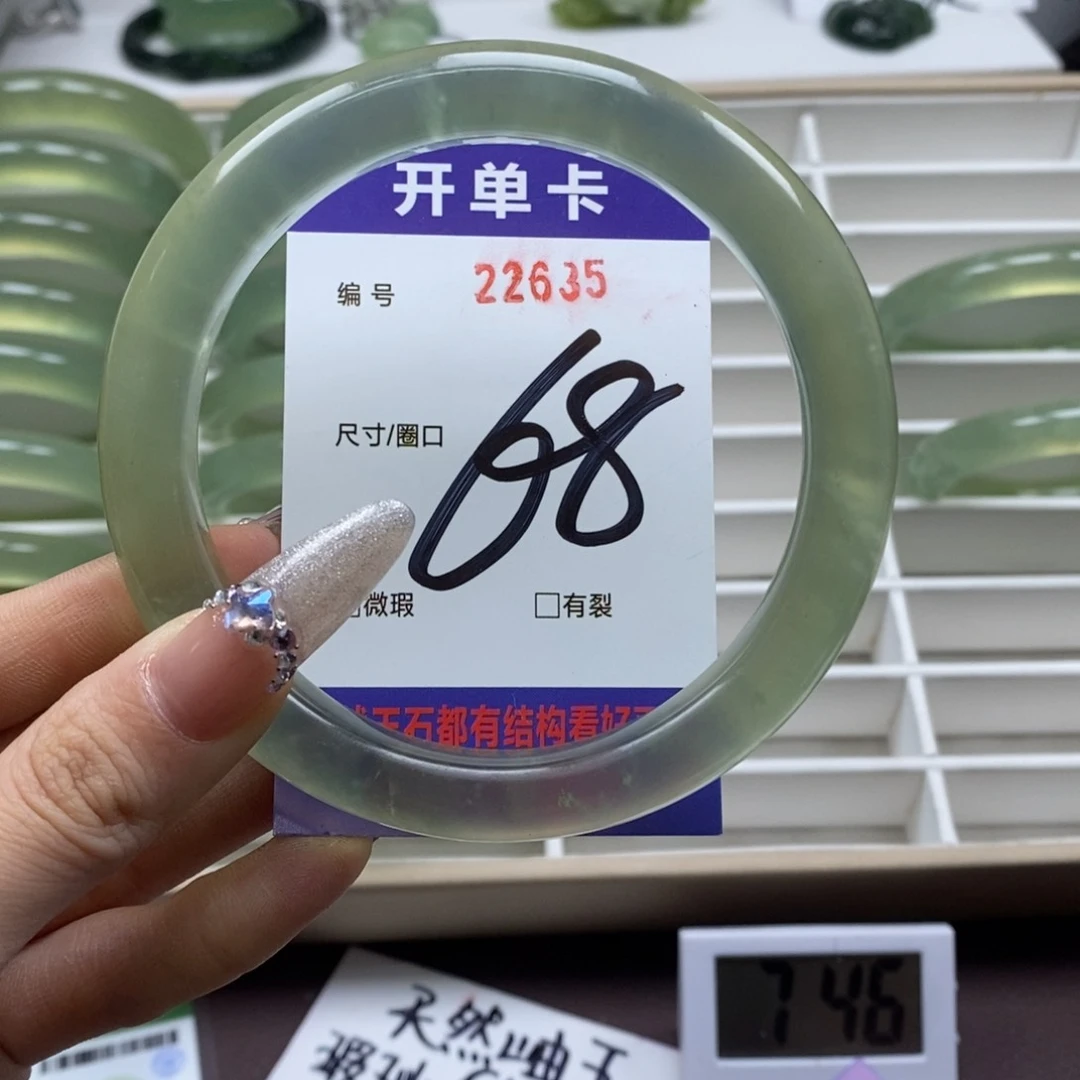 开单卡
编号 22635
尺寸/圈口 68
微瑕 □有裂
玉石都有结构看好
7 46
天然岫玉